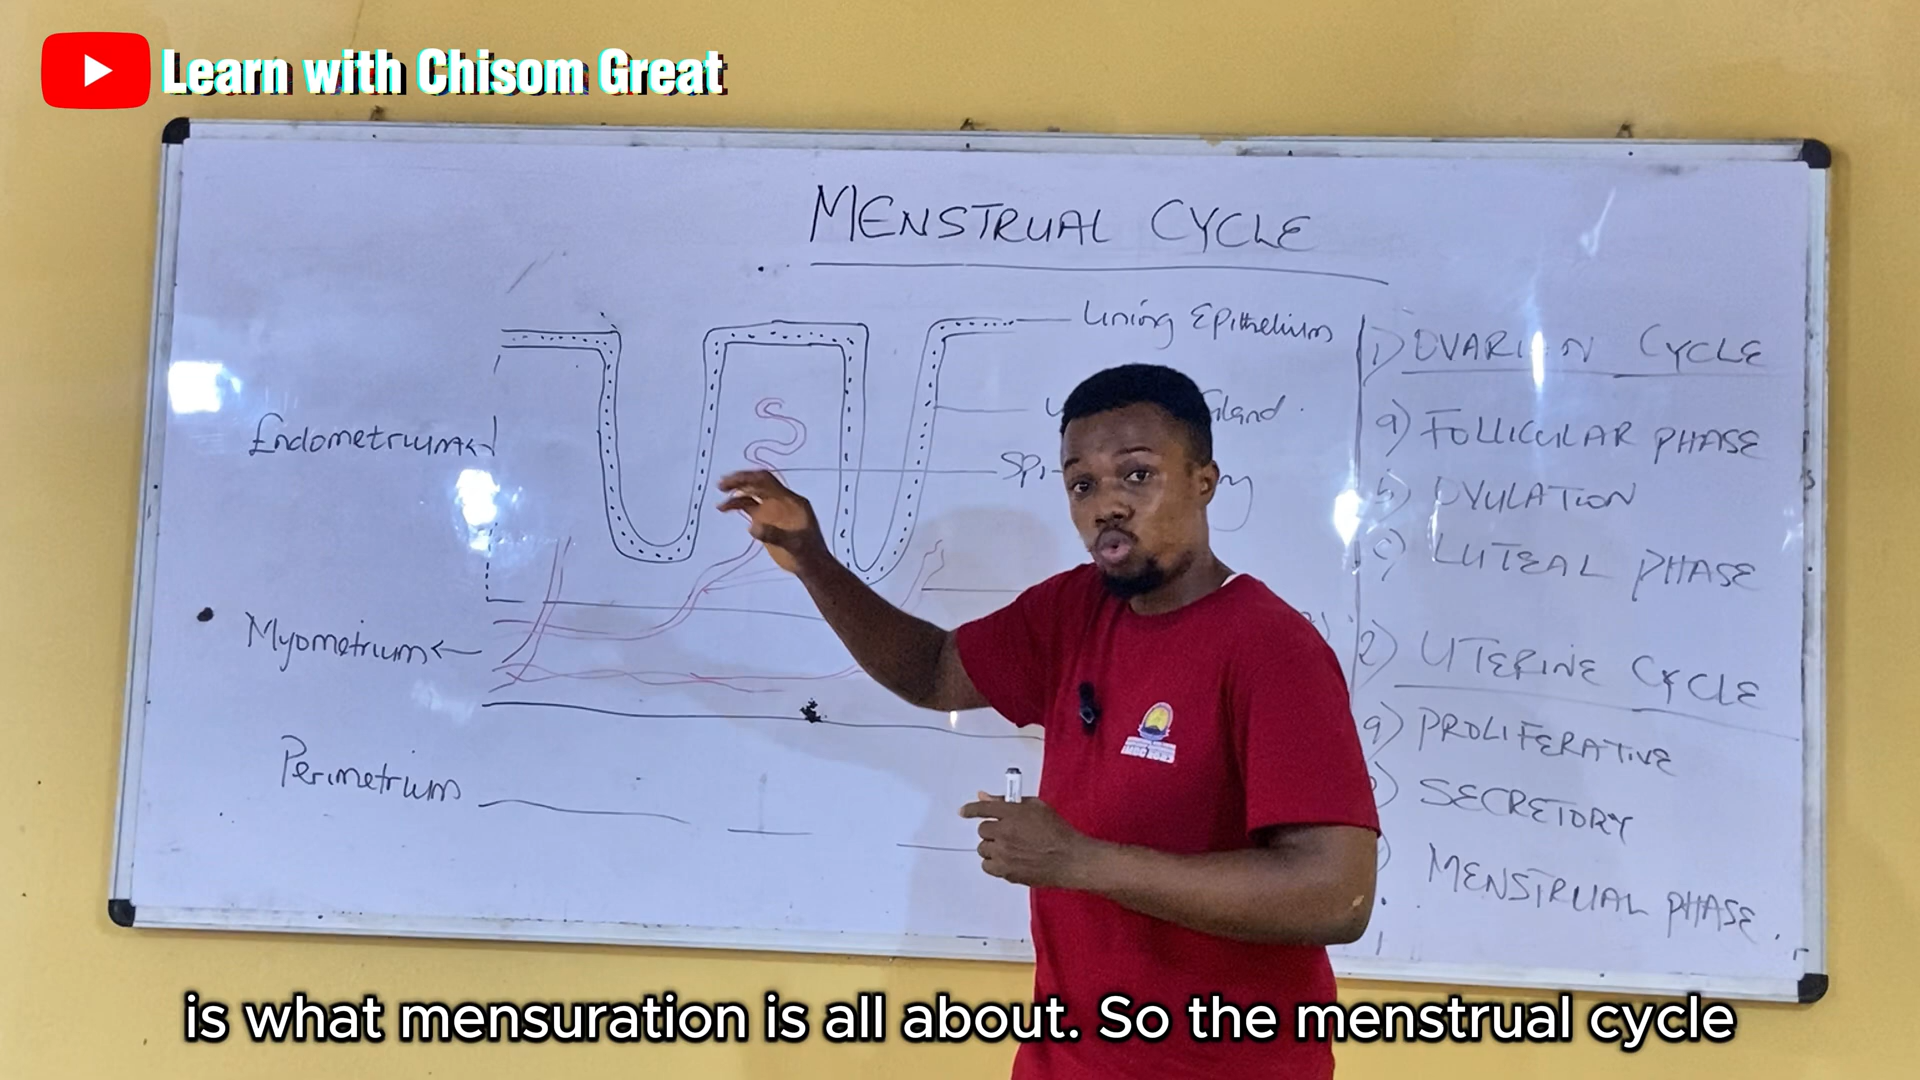 Learn with Chisom Great
MENSTRUAL CYCLE
Lining Epithelium
Gland
Endometrium
Myometrium
Perimetrium
1) OVARIAN CYCLE
a) FOLLICULAR PHASE
b) OVULATION
c) LUTEAL PHASE
2) UTERINE CYCLE
a) PROLIFERATIVE
SECRETORY
MENSTRUAL PHASE.
is what mensuration is all about. So the menstrual cycle